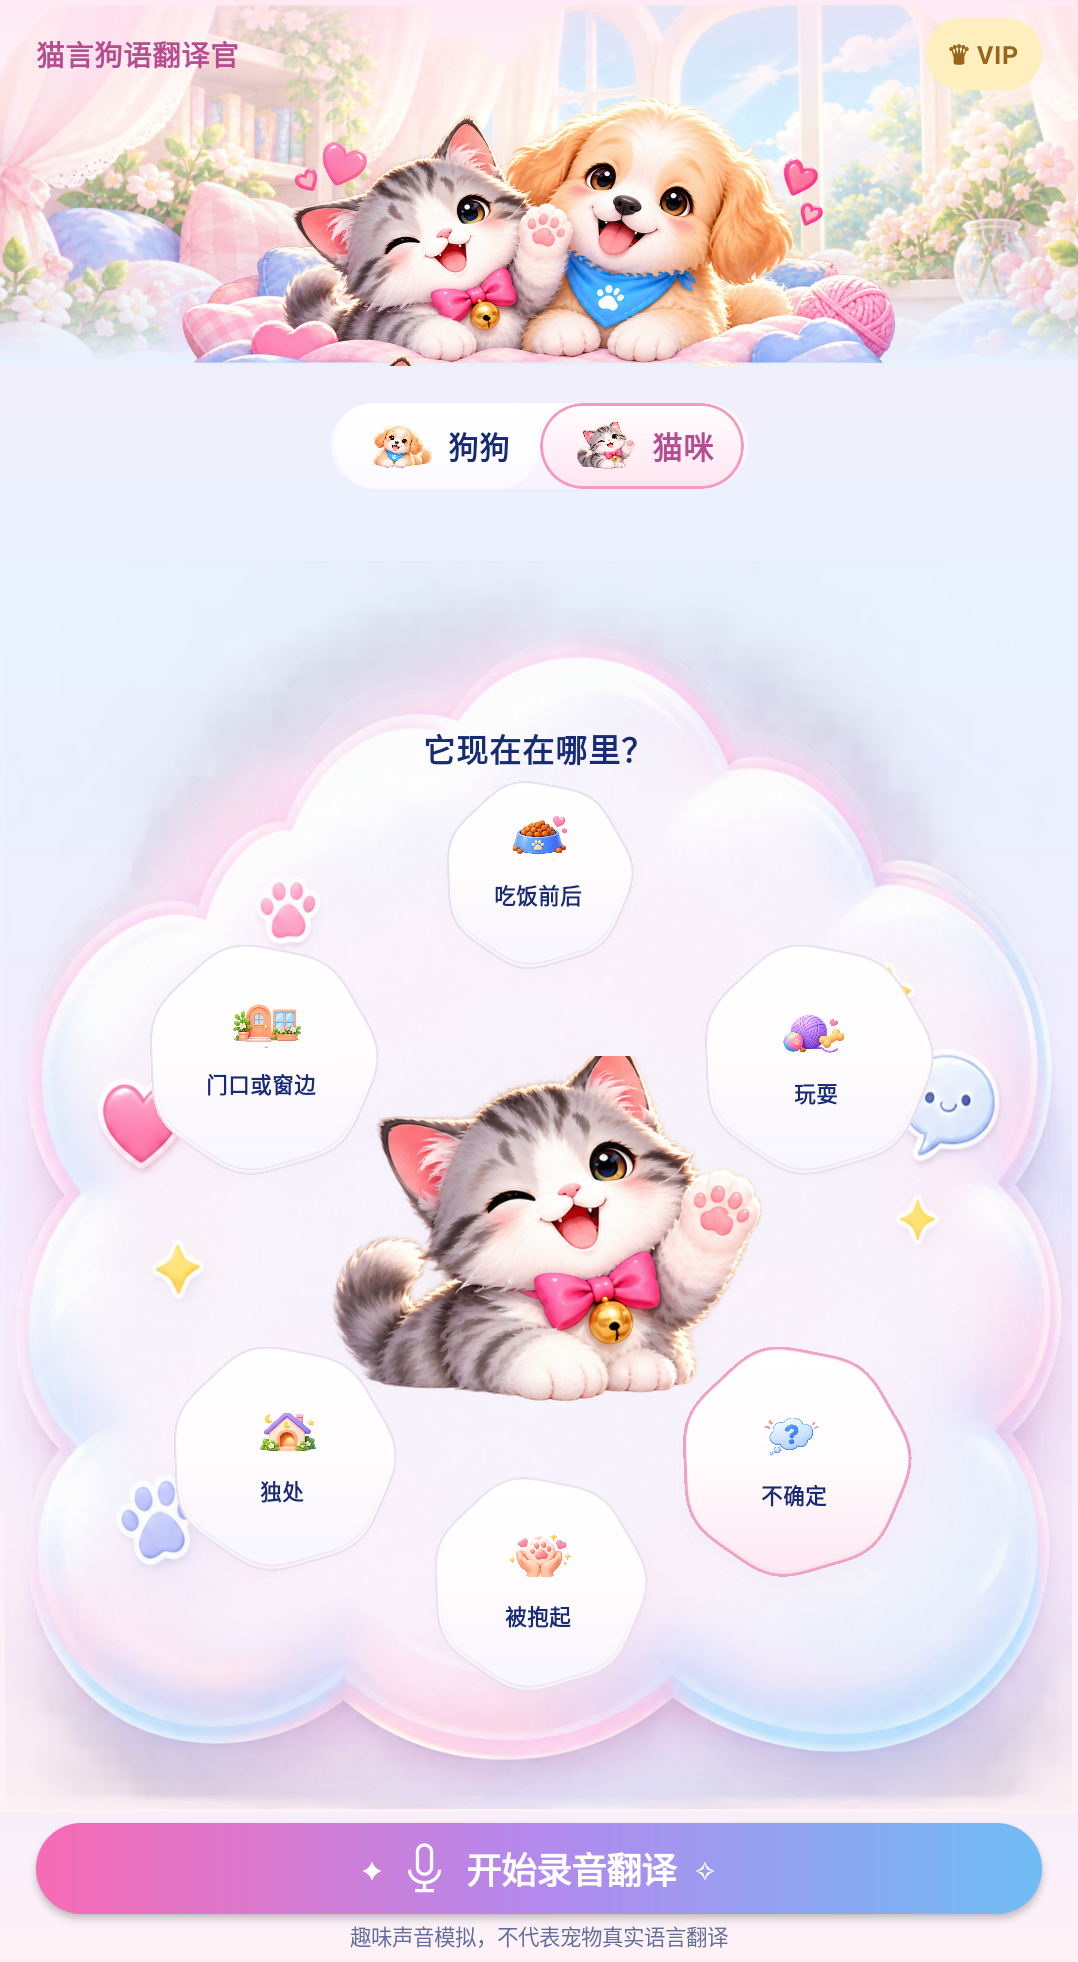 猫言狗语翻译官
VIP
狗狗
猫咪
它现在在哪里？
吃饭前后
门口或窗边
玩耍
独处
不确定
被抱起
开始录音翻译
趣味声音模拟，不代表宠物真实语言翻译